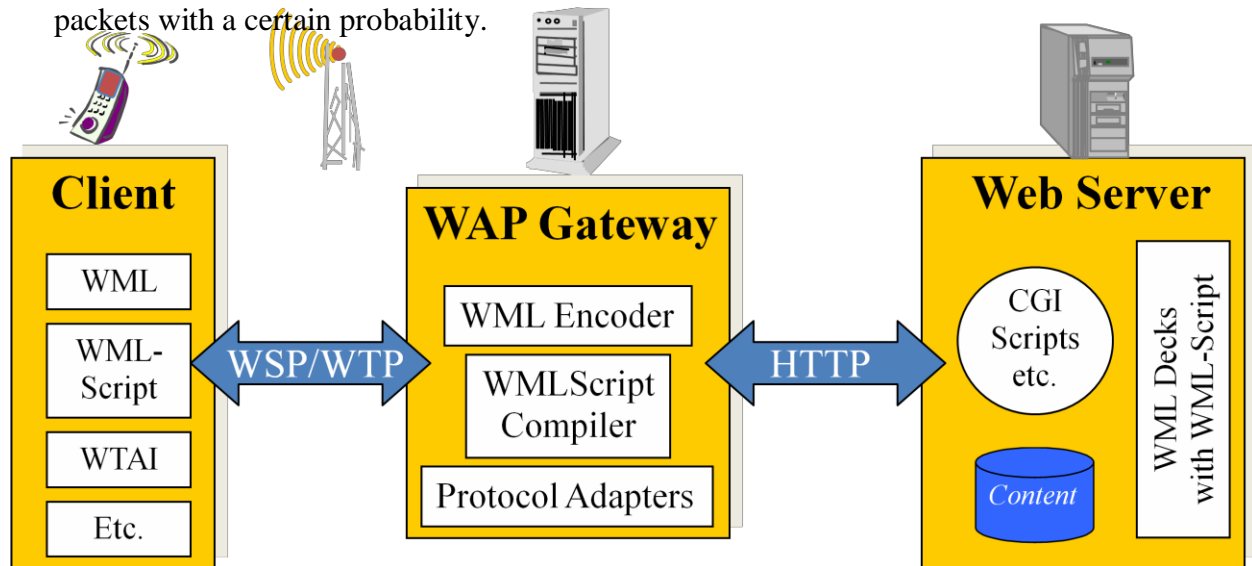 packets with a certain probability.
Client
WML
WML-
Script
WTAI
Etc.
WSP/WTP
WAP Gateway
WML Encoder
WMLScript
Compiler
Protocol Adapters
HTTP
Web Server
CGI
Scripts
etc.
Content
WML Decks
with WML-Script